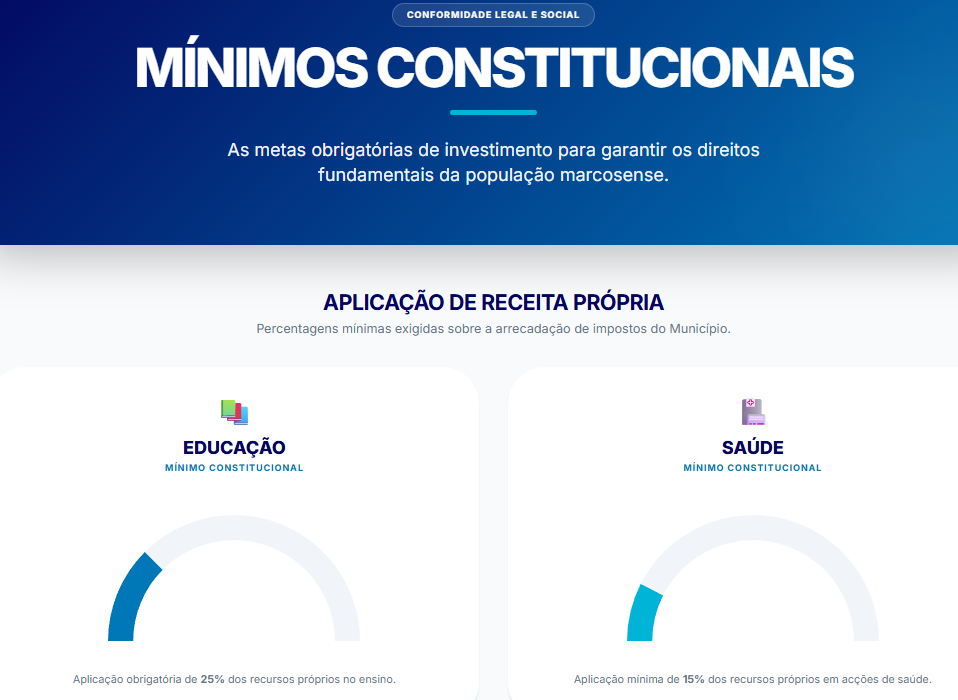 CONFORMIDADE LEGAL E SOCIAL
MÍNIMOS CONSTITUCIONAIS
As metas obrigatórias de investimento para garantir os direitos
fundamentais da população marcosense.
APLICAÇÃO DE RECEITA PRÓPRIA
Percentagens mínimas exigidas sobre a arrecadação de impostos do Município.
EDUCAÇÃO
MÍNIMO CONSTITUCIONAL
Aplicação obrigatória de 25% dos recursos próprios no ensino.
SAÚDE
MÍNIMO CONSTITUCIONAL
Aplicação mínima de 15% dos recursos próprios em acções de saúde.